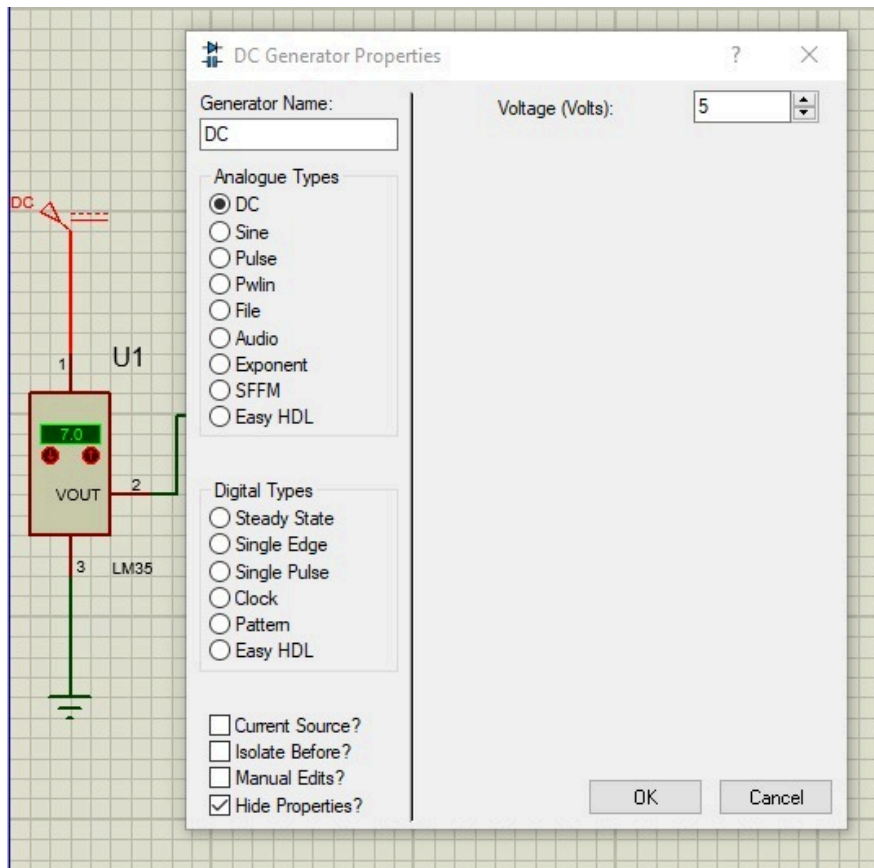 DC Generator Properties
?
Generator Name:
DC
Voltage (Volts):
5
Analogue Types
DC
Sine
Pulse
Pwlin
File
Audio
Exponent
SFFM
Easy HDL
Digital Types
Steady State
Single Edge
Single Pulse
Clock
Pattern
Easy HDL
Current Source?
Isolate Before?
Manual Edits?
Hide Properties?
OK
Cancel
DC
1
U1
7.0
VOUT
2
3
LM35